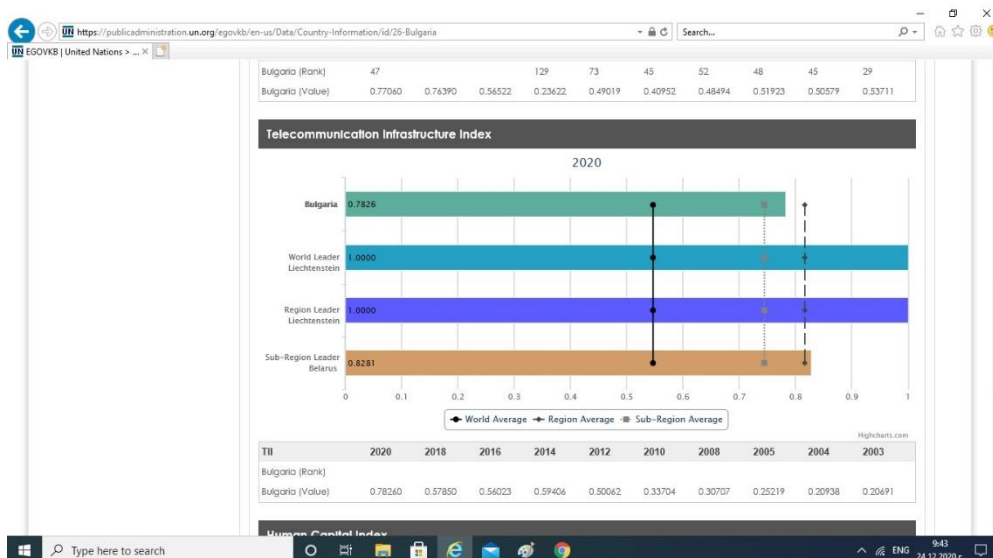 https://publicadministration.un.org/egovkb/en-us/Data/Country-Information/id/26-Bulgaria
Search...
UN EGOVKB | United Nations > ...
Bulgaria (Rank) 47 129 73 45 52 48 45 29
Bulgaria (Value) 0.77060 0.76390 0.56522 0.23622 0.49019 0.40952 0.48494 0.51923 0.50579 0.53711
Telecommunication Infrastructure Index
2020
Bulgaria 0.7826
World Leader
Liechtenstein
1.0000
Region Leader
Liechtenstein
1.0000
Sub-Region Leader
Belarus
0.8281
0 0.1 0.2 0.3 0.4 0.5 0.6 0.7 0.8 0.9 1
World Average Region Average Sub-Region Average
Highcharts.com
TII 2020 2018 2016 2014 2012 2010 2008 2005 2004 2003
Bulgaria (Rank)
Bulgaria (Value) 0.78260 0.57850 0.56023 0.59406 0.50062 0.33704 0.30707 0.25219 0.20938 0.20691
Human Capital Index
Type here to search
ENG
9:43
24.12.2020 г.